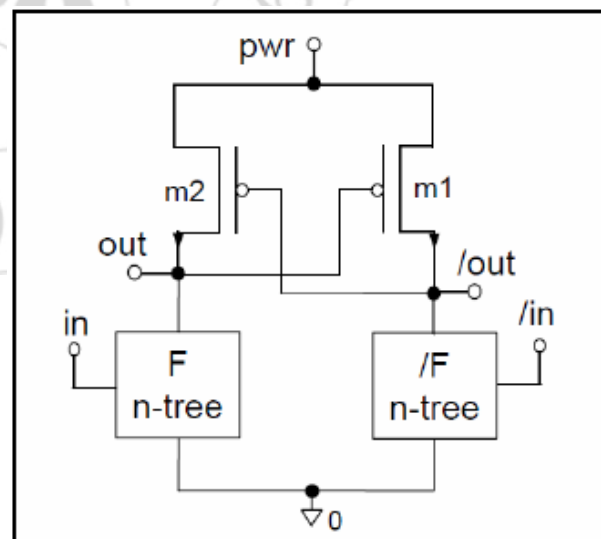 pwr
m2
m1
out
/out
in
/in
F
n-tree
/F
n-tree
0